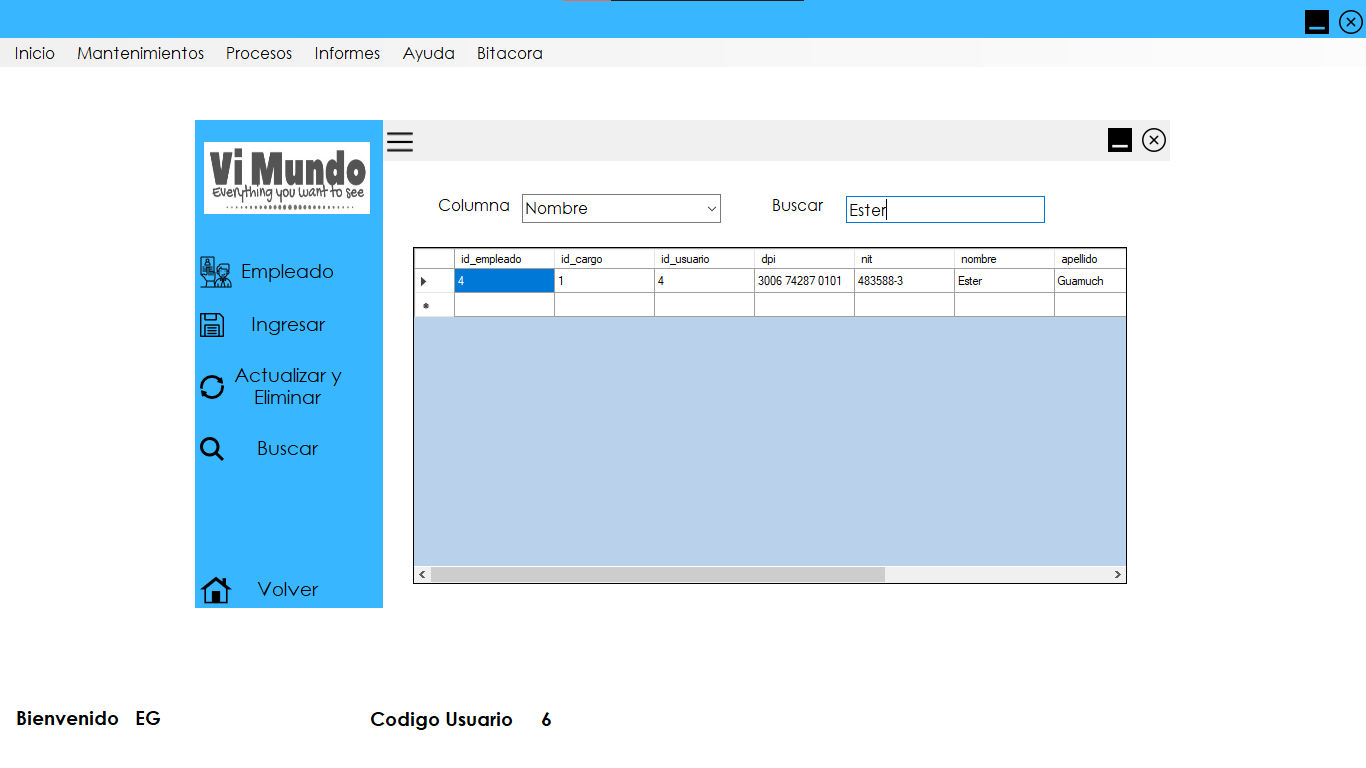 Inicio Mantenimientos Procesos Informes Ayuda Bitacora
Vi Mundo
Everything you want to see
Columna Nombre Buscar Ester
id_empleado id_cargo id_usuario dpi nit nombre apellido
4 1 4 3006 74287 0101 483588-3 Ester Guamuch
Empleado
Ingresar
Actualizar y
Eliminar
Buscar
Volver
Bienvenido EG Codigo Usuario 6